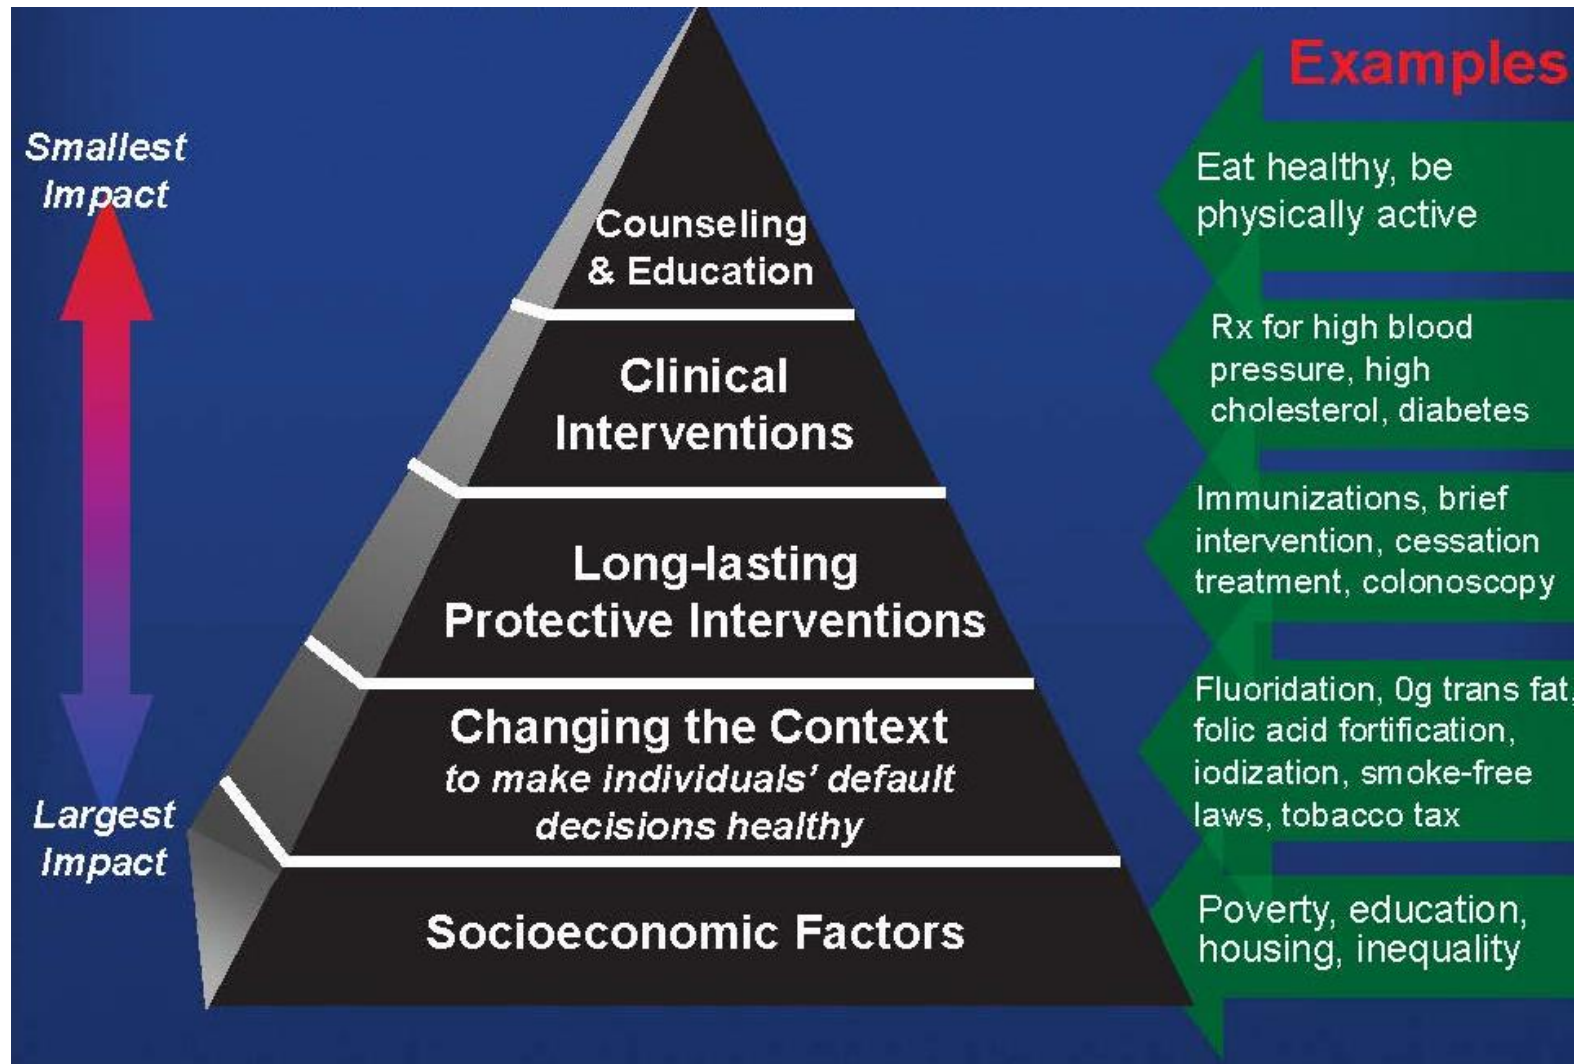 Examples
Smallest
Impact
Largest
Impact
Counseling
& Education
Clinical
Interventions
Long-lasting
Protective Interventions
Changing the Context
to make individuals' default
decisions healthy
Socioeconomic Factors
Eat healthy, be
physically active
Rx for high blood
pressure, high
cholesterol, diabetes
Immunizations, brief
intervention, cessation
treatment, colonoscopy
Fluoridation, 0g trans fat,
folic acid fortification,
iodization, smoke-free
laws, tobacco tax
Poverty, education,
housing, inequality